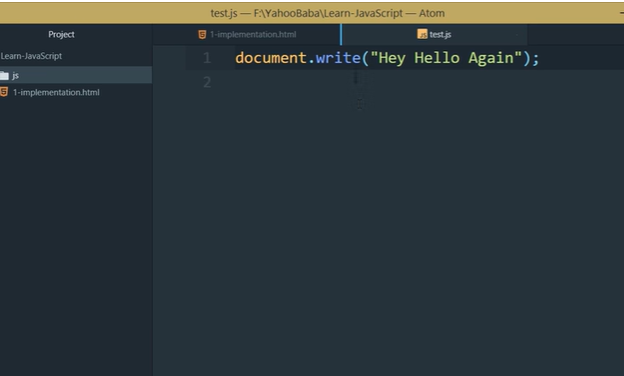 test.js — F:\YahooBaba\Learn-JavaScript — Atom
Project
1-implementation.html
test.js
Learn-JavaScript
js
1-implementation.html
1 document.write("Hey Hello Again");
2